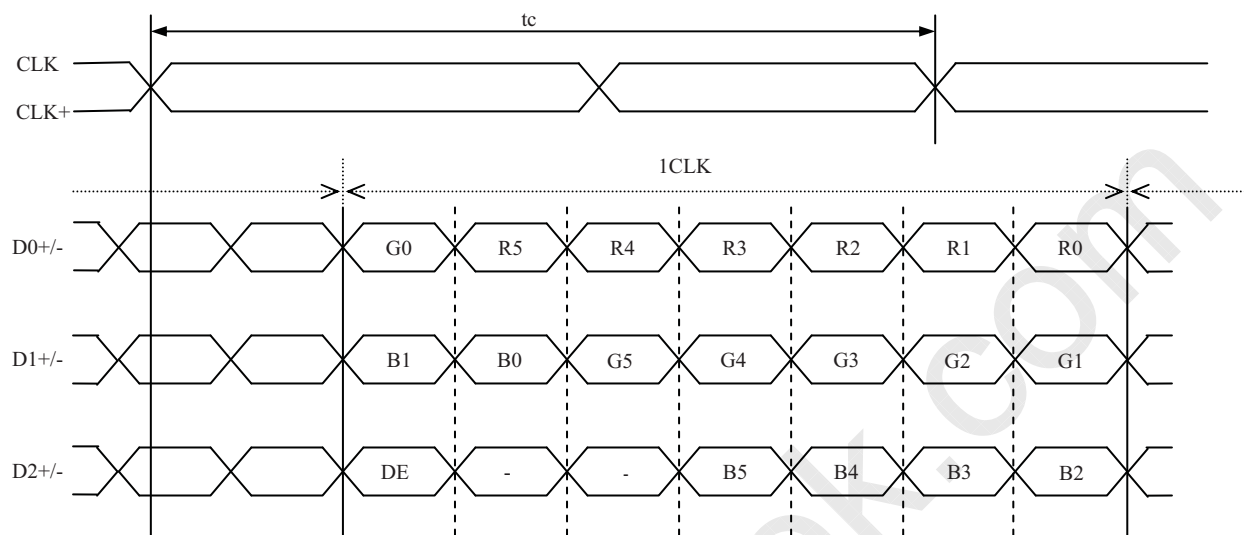 tc
CLK
CLK+
1CLK
D0+/- G0 R5 R4 R3 R2 R1 R0
D1+/- B1 B0 G5 G4 G3 G2 G1
D2+/- DE - - B5 B4 B3 B2
k.com